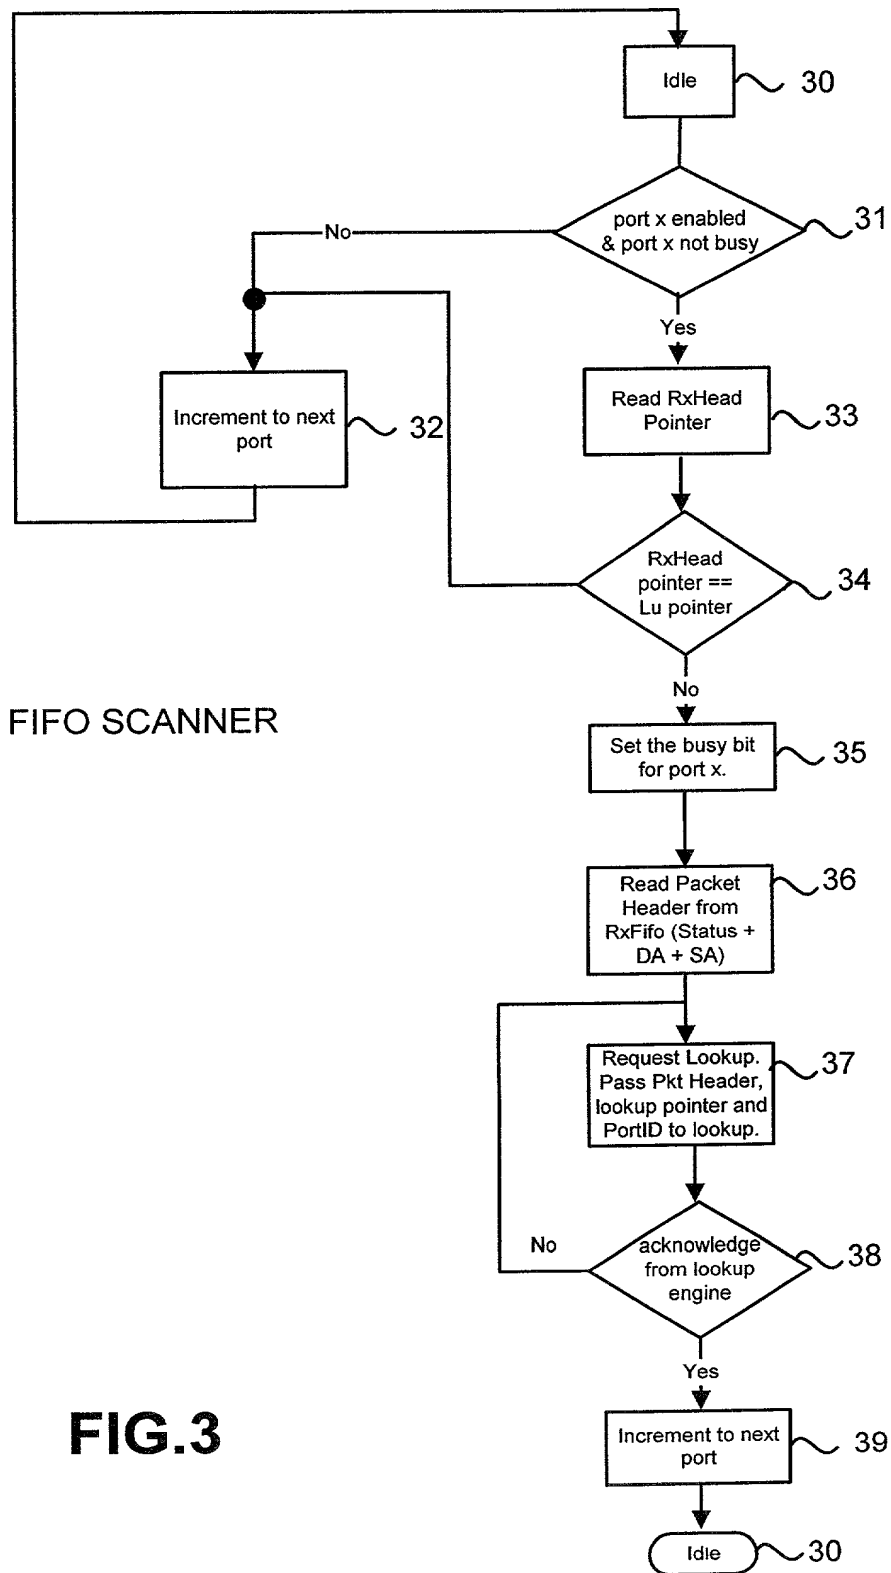 Idle
30
port x enabled
& port x not busy
31
No
Yes
Increment to next
port
32
Read RxHead
Pointer
33
RxHead
pointer ==
Lu pointer
34
No
FIFO SCANNER
Set the busy bit
for port x.
35
Read Packet
Header from
RxFifo (Status +
DA + SA)
36
Request Lookup.
Pass Pkt Header,
lookup pointer and
PortID to lookup.
37
No
acknowledge
from lookup
engine
38
Yes
FIG.3
Increment to next
port
39
Idle
30